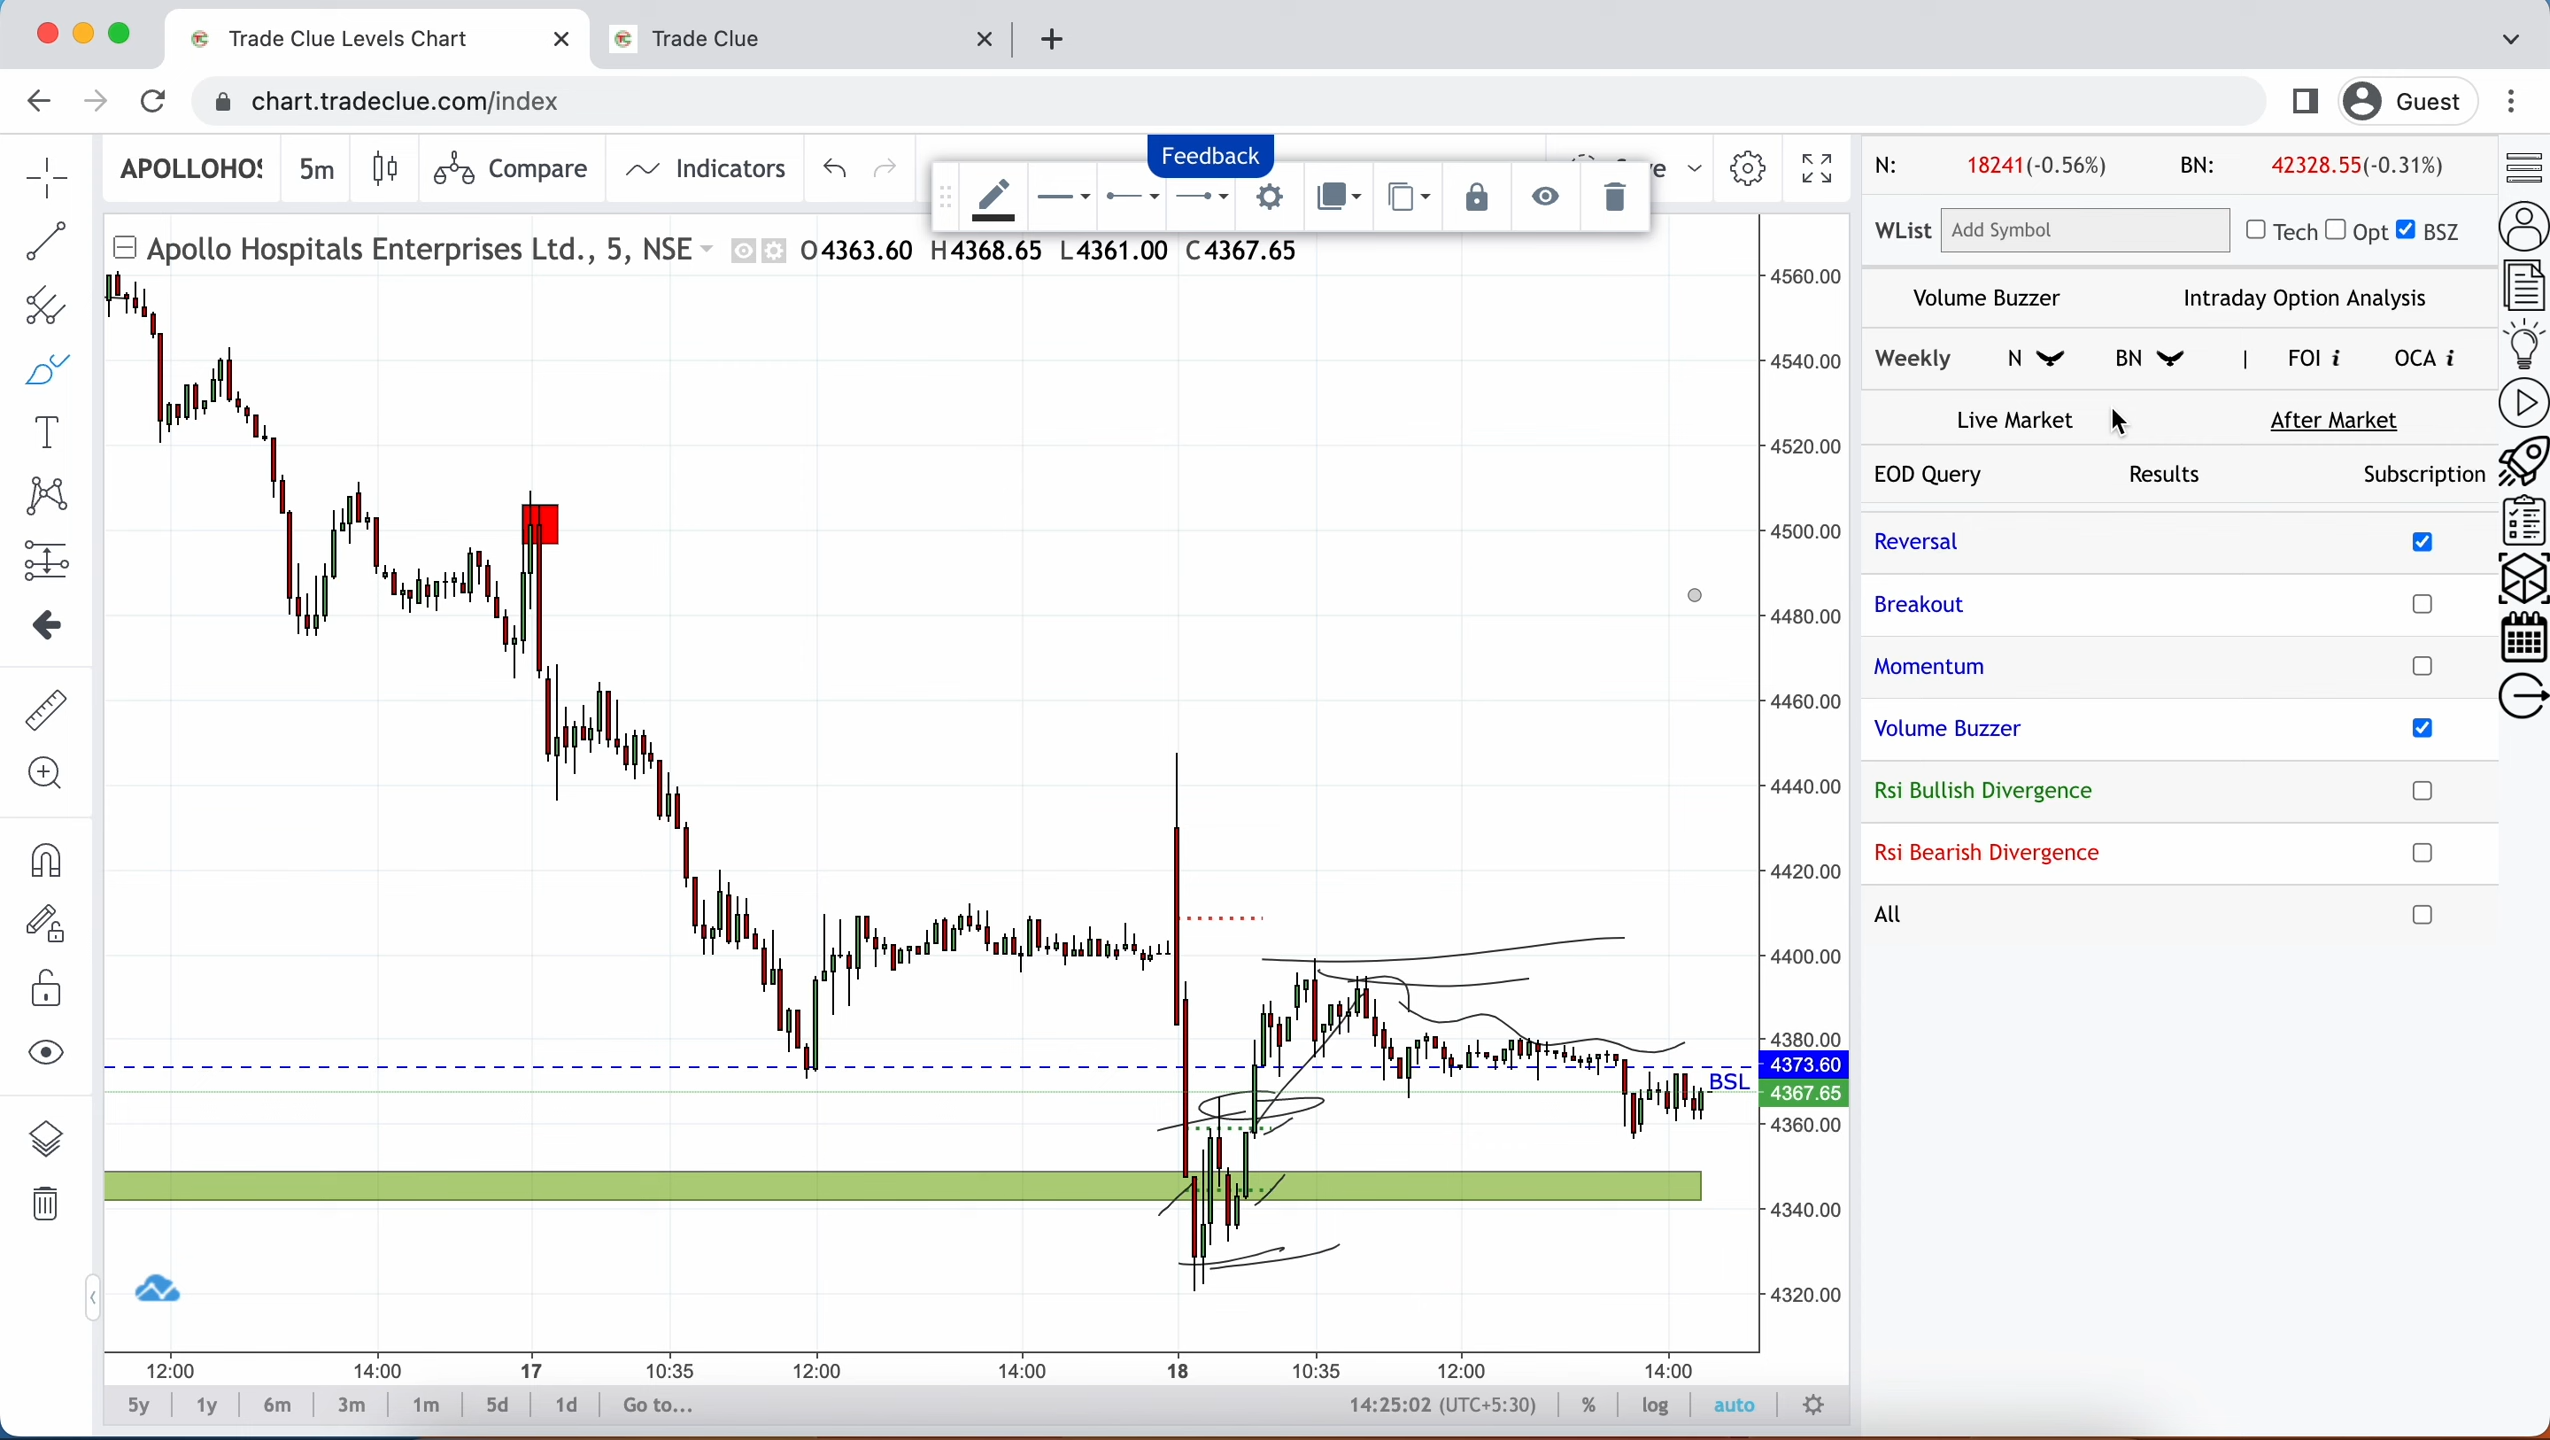 Trade Clue Levels Chart
Trade Clue
chart.tradeclue.com/index
Guest
Feedback
APOLLOHOS
5m
Compare
Indicators
Apollo Hospitals Enterprises Ltd., 5, NSE O4363.60 H4368.65 L4361.00 C4367.65
N: 18241(-0.56%) BN: 42328.55(-0.31%)
WList Add Symbol Tech Opt BSZ
Volume Buzzer Intraday Option Analysis
Weekly N BN | FOI i OCA i
Live Market After Market
EOD Query Results Subscription
Reversal
Breakout
Momentum
Volume Buzzer
Rsi Bullish Divergence
Rsi Bearish Divergence
All
4560.00
4540.00
4520.00
4500.00
4480.00
4460.00
4440.00
4420.00
4400.00
4380.00
4373.60
BSL
4367.65
4360.00
4340.00
4320.00
12:00 14:00 17 10:35 12:00 14:00 18 10:35 12:00 14:00
5y 1y 6m 3m 1m 5d 1d Go to... 14:25:02 (UTC+5:30) % log auto